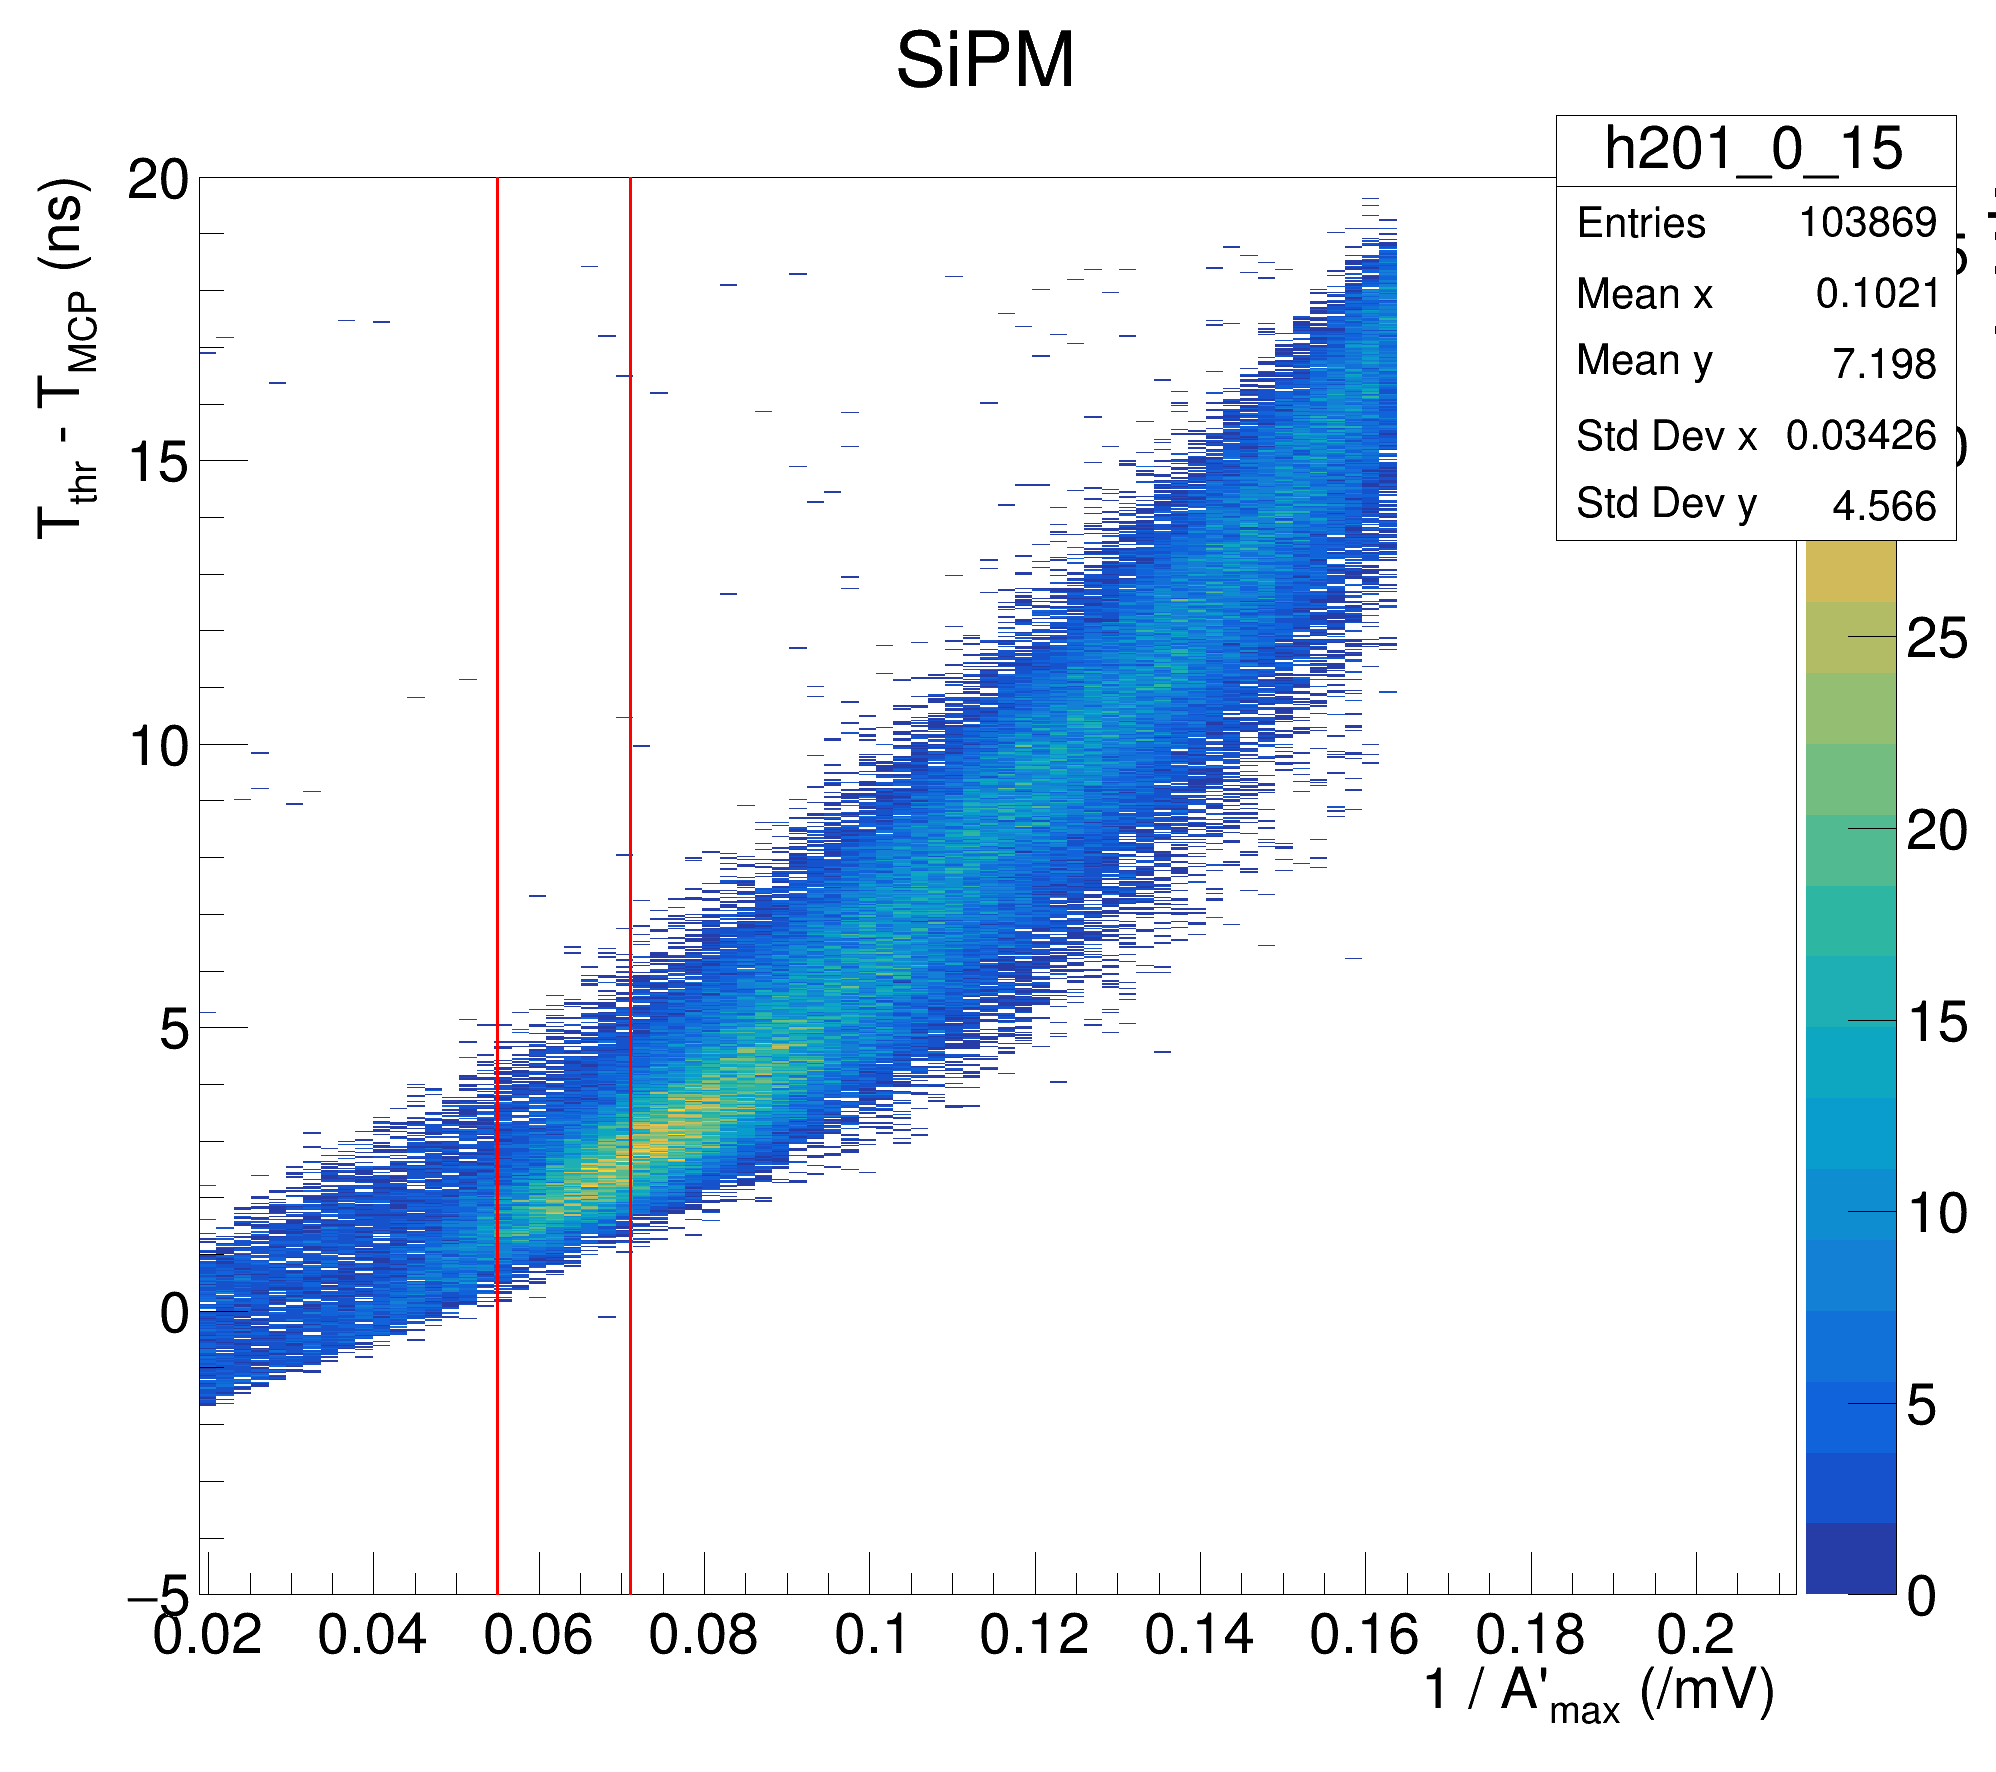 SiPM
h201_0_15
Entries 103869
Mean x 0.1021
Mean y 7.198
Std Dev x 0.03426
Std Dev y 4.566
T_thr - T_MCP (ns)
20
15
10
5
0
−5
0.02 0.04 0.06 0.08 0.1 0.12 0.14 0.16 0.18 0.2
1 / A'_max (/mV)
25
20
15
10
5
0